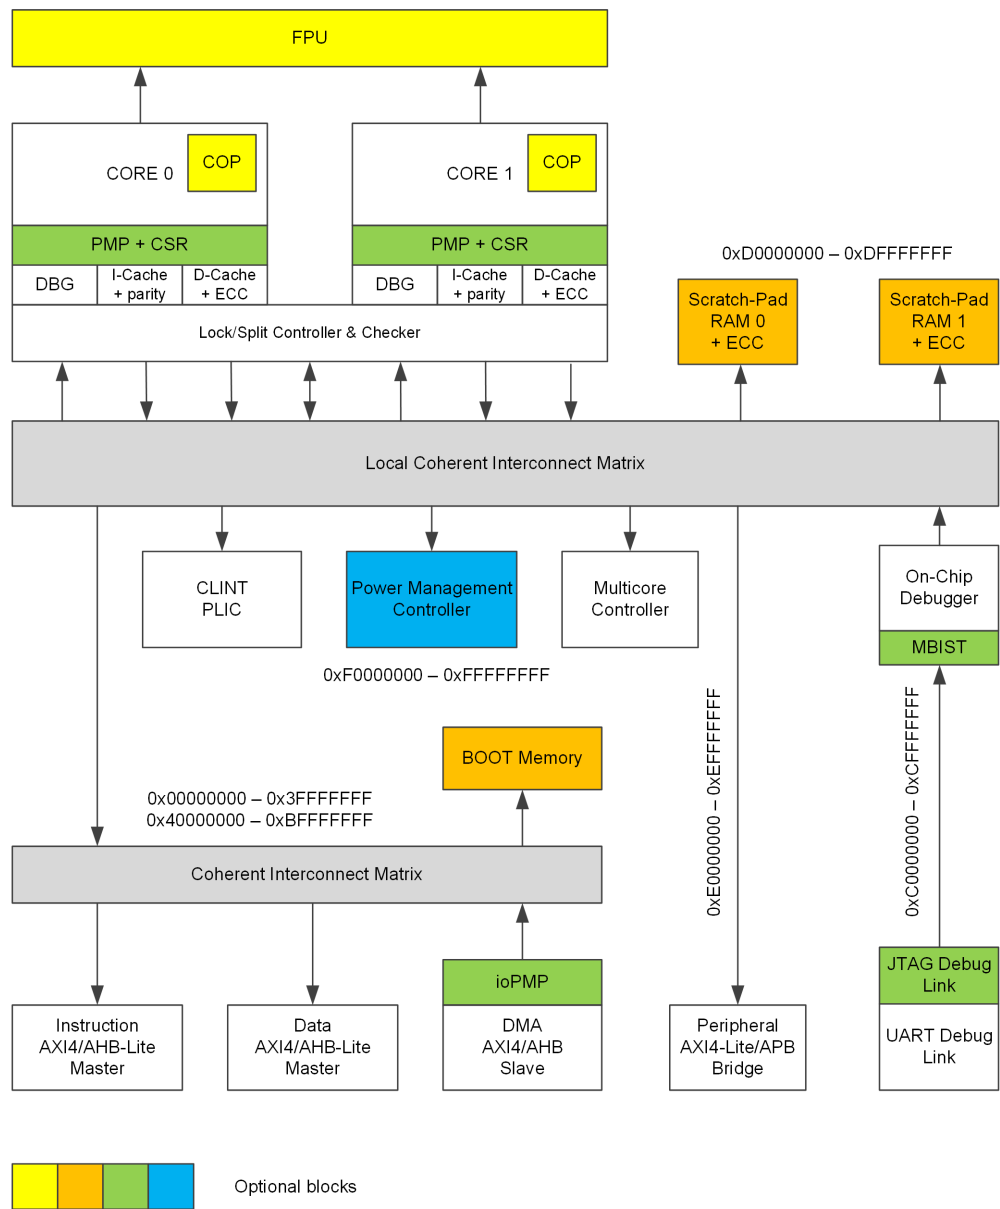 FPU
CORE 0
COP
CORE 1
COP
PMP + CSR
PMP + CSR
DBG
I-Cache
+ parity
D-Cache
+ ECC
DBG
I-Cache
+ parity
D-Cache
+ ECC
Lock/Split Controller & Checker
0xD0000000 – 0xDFFFFFFF
Scratch-Pad
RAM 0
+ ECC
Scratch-Pad
RAM 1
+ ECC
Local Coherent Interconnect Matrix
CLINT
PLIC
Power Management
Controller
Multicore
Controller
On-Chip
Debugger
MBIST
0xF0000000 – 0xFFFFFFFF
BOOT Memory
0x00000000 – 0x3FFFFFFF
0x40000000 – 0xBFFFFFFF
0xE0000000 – 0xEFFFFFFF
0xC0000000 – 0xCFFFFFFF
Coherent Interconnect Matrix
Instruction
AXI4/AHB-Lite
Master
Data
AXI4/AHB-Lite
Master
ioPMP
DMA
AXI4/AHB
Slave
Peripheral
AXI4-Lite/APB
Bridge
JTAG Debug
Link
UART Debug
Link
Optional blocks